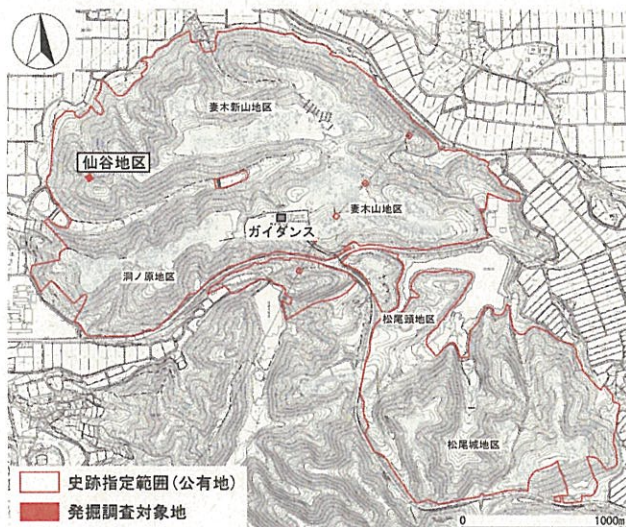 妻木新山地区
仙谷地区
妻木山地区
ガイダンス
洞ノ原地区
松尾頭地区
松尾城地区
史跡指定範囲(公有地)
発掘調査対象地
0 1000m